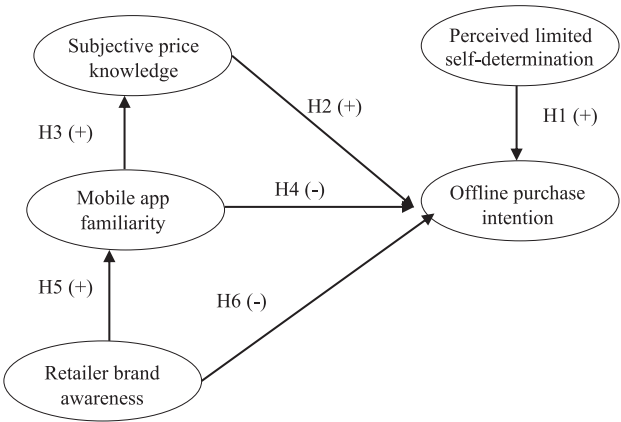 Subjective price
knowledge
Perceived limited
self-determination
H2 (+)
H1 (+)
H3 (+)
Mobile app
familiarity
H4 (-)
Offline purchase
intention
H5 (+)
H6 (-)
Retailer brand
awareness